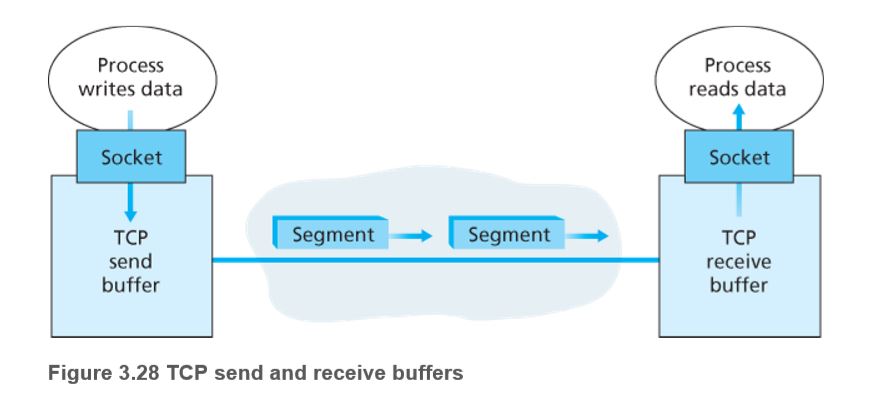 Process
writes data
Process
reads data
Socket
Socket
TCP
send
buffer
Segment
Segment
TCP
receive
buffer
Figure 3.28 TCP send and receive buffers